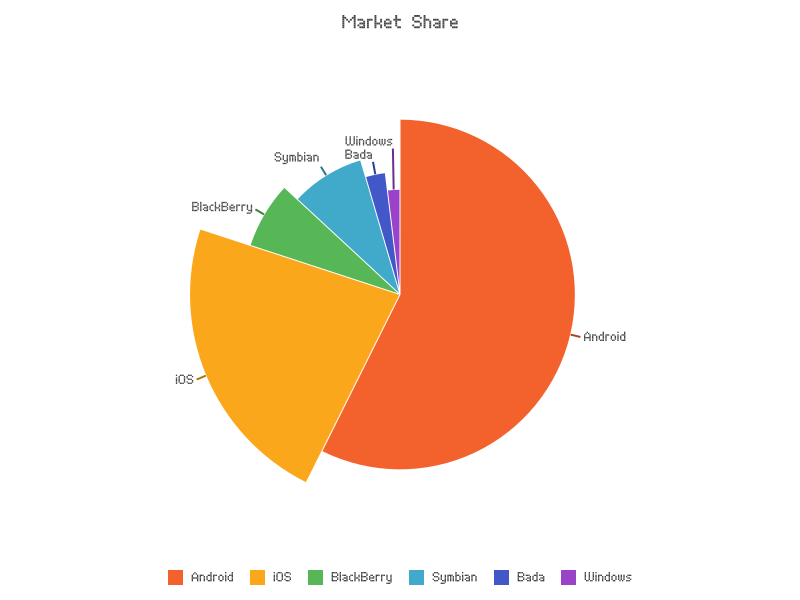 Market Share
Windows
Bada
Symbian
BlackBerry
Android
iOS
Android iOS BlackBerry Symbian Bada Windows